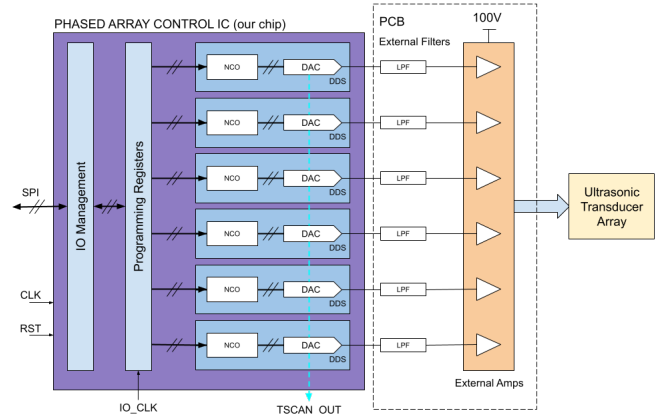 PHASED ARRAY CONTROL IC (our chip)
PCB
100V
External Filters
IO Management
Programming Registers
NCO
DAC
DDS
LPF
NCO
DAC
DDS
LPF
NCO
DAC
DDS
LPF
NCO
DAC
DDS
LPF
NCO
DAC
DDS
LPF
NCO
DAC
DDS
LPF
SPI
CLK
RST
Ultrasonic
Transducer
Array
External Amps
IO_CLK
TSCAN_OUT